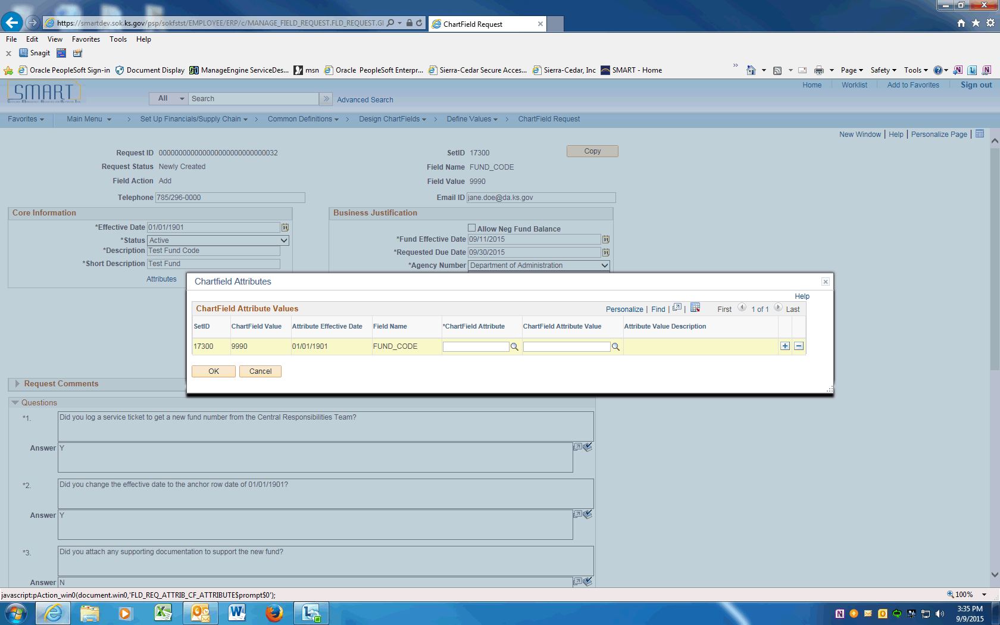 https://smartdev.sok.ks.gov/psp/sokfstst/EMPLOYEE/ERP/c/MANAGE_FIELD_REQUEST.FLD_REQUEST.GI
ChartField Request
File Edit View Favorites Tools Help
x Snagit
Oracle PeopleSoft Sign-in Document Display ManageEngine ServiceDes... msn Oracle PeopleSoft Enterpr... Sierra-Cedar Secure Acces... Sierra-Cedar, Inc SMART - Home » Page Safety Tools
SMART
Home Worklist Add to Favorites Sign out
All Search » Advanced Search
Favorites Main Menu > Set Up Financials/Supply Chain > Common Definitions > Design ChartFields > Define Values > ChartField Request
New Window | Help | Personalize Page |
Request ID SetID 17300 Copy
Request Status Newly Created Field Name FUND_CODE
Field Action Add Field Value 9990
Telephone 785/296-0000 Email ID jane.doe@da.ks.gov
Core Information Business Justification
*Effective Date 01/01/1901 31 Allow Neg Fund Balance
*Status Active *Fund Effective Date 09/11/2015 31
*Description Test Fund Code *Requested Due Date 09/30/2015 31
*Short Description Test Fund *Agency Number Department of Administration
Attributes
Chartfield Attributes
Help
ChartField Attribute Values Personalize | Find | | First 1 of 1 Last
SetID ChartField Value Attribute Effective Date Field Name *ChartField Attribute ChartField Attribute Value Attribute Value Description
17300 9990 01/01/1901 FUND_CODE
OK Cancel
Request Comments
Questions
*1. Did you log a service ticket to get a new fund number from the Central Responsibilities Team?
Answer Y
*2. Did you change the effective date to the anchor row date of 01/01/1901?
Answer Y
*3. Did you attach any supporting documentation to support the new fund?
Answer N
javascript:pAction_win0(document.win0,'FLD_REQ_ATTRIB_CF_ATTRIBUTE$prompt$0');
100%
3:35 PM
9/9/2015